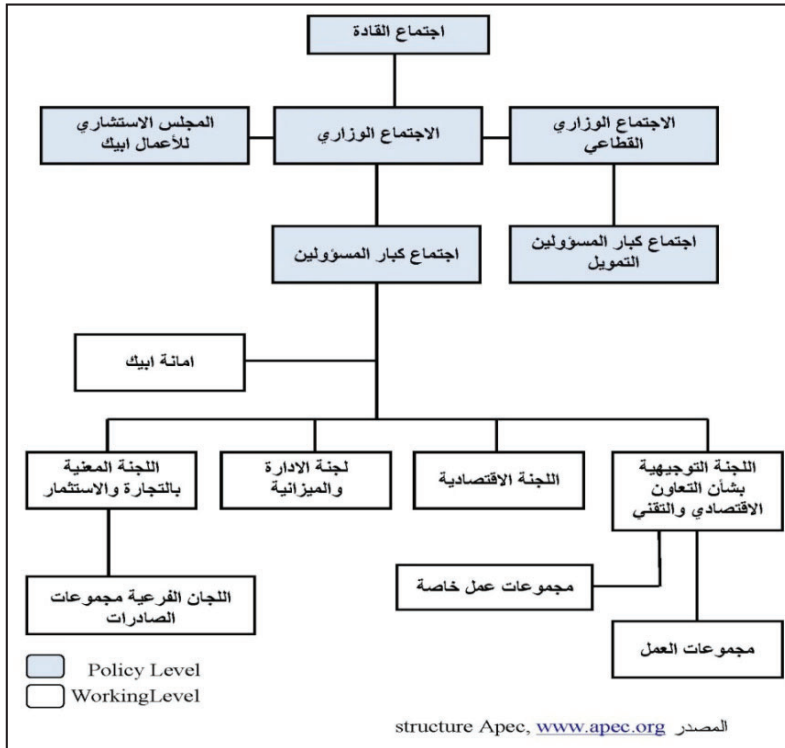 اجتماع القادة
الاجتماع الوزاري
القطاعي
الاجتماع الوزاري
المجلس الاستشاري
للأعمال ابيك
اجتماع كبار المسؤولين
التمويل
اجتماع كبار المسؤولين
امانة ابيك
اللجنة التوجيهية
بشأن التعاون
الاقتصادي والتقني
اللجنة الاقتصادية
لجنة الادارة
والميزانية
اللجنة المعنية
بالتجارة والاستثمار
مجموعات عمل خاصة
اللجان الفرعية مجموعات
الصادرات
مجموعات العمل
Policy Level
WorkingLevel
المصدر structure Apec, www.apec.org